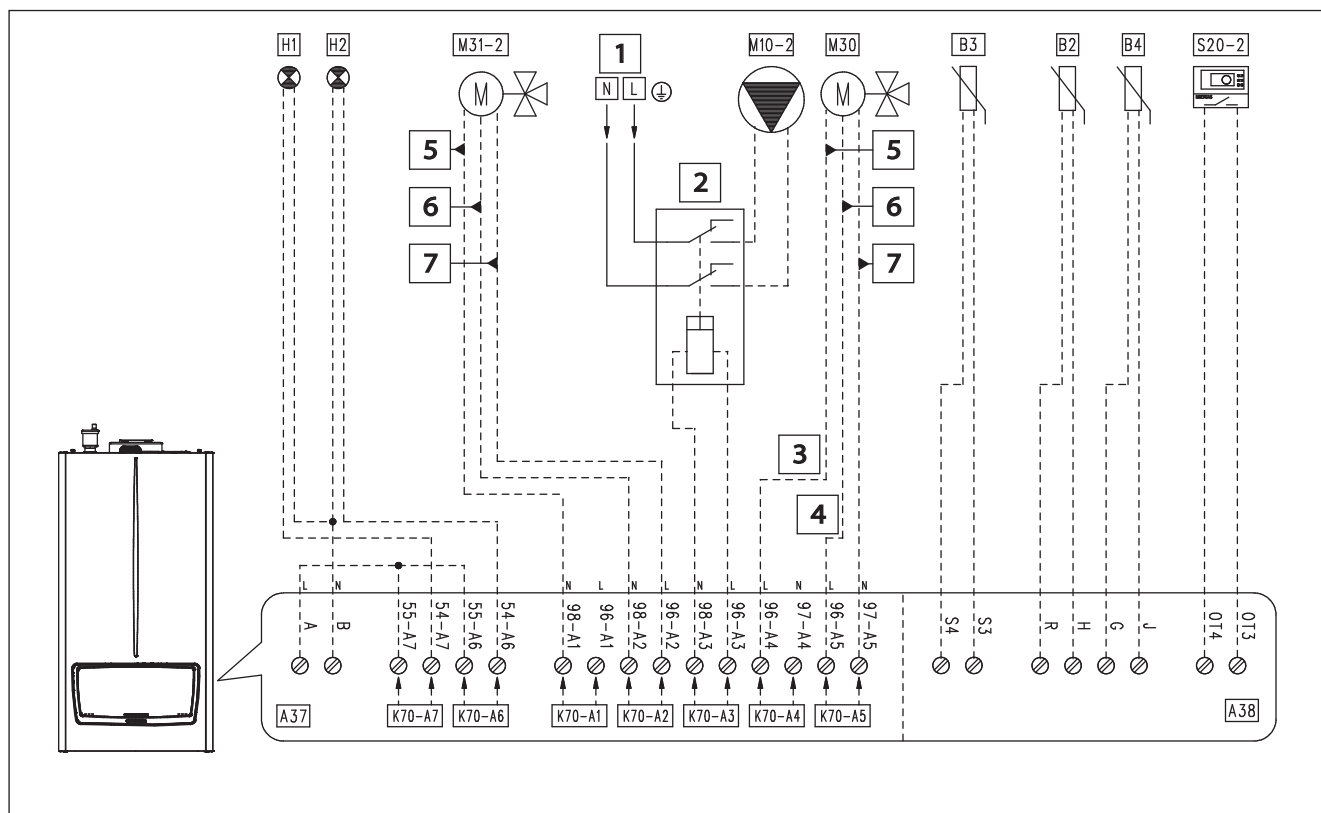 H1 H2 M31-2 1 M10-2 M30 B3 B2 B4 S20-2
N L
M M
5 5
2
6 6
7 7
3
4
L N N L N L N L L N L N
A B 55-A7 54-A7 55-A6 54-A6 98-A1 96-A1 98-A2 96-A2 98-A3 96-A3 96-A4 97-A4 96-A5 97-A5 S4 S3 R H G J OT4 OT3
A37 K70-A7 K70-A6 K70-A1 K70-A2 K70-A3 K70-A4 K70-A5 A38